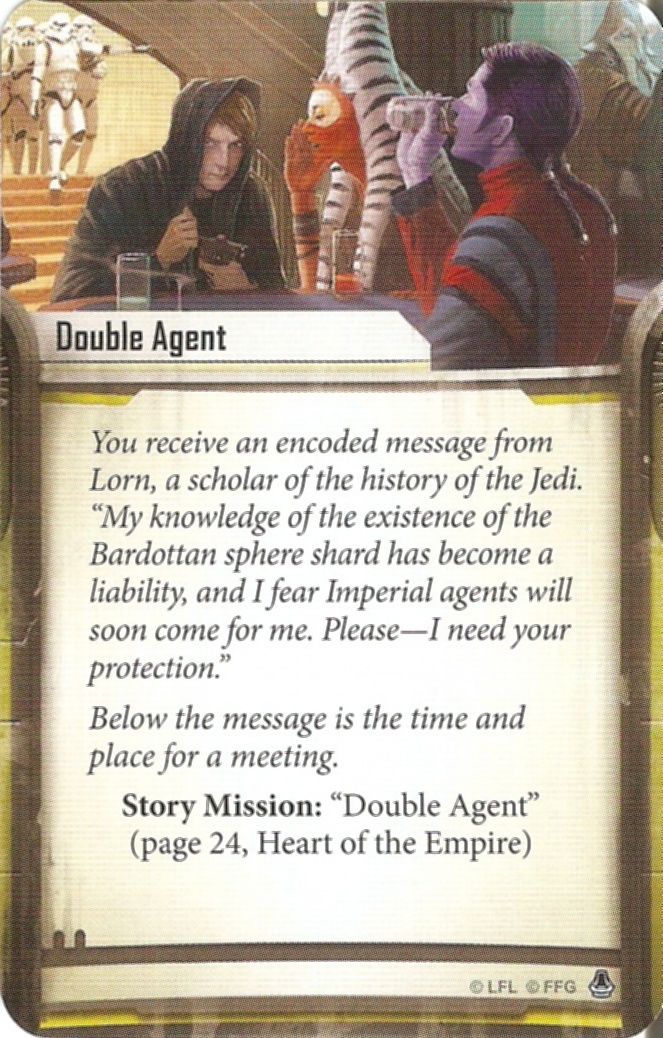 Double Agent
You receive an encoded message from
Lorn, a scholar of the history of the Jedi.
“My knowledge of the existence of the
Bardottan sphere shard has become a
liability, and I fear Imperial agents will
soon come for me. Please—I need your
protection.”
Below the message is the time and
place for a meeting.
Story Mission: “Double Agent”
(page 24, Heart of the Empire)
© LFL © FFG